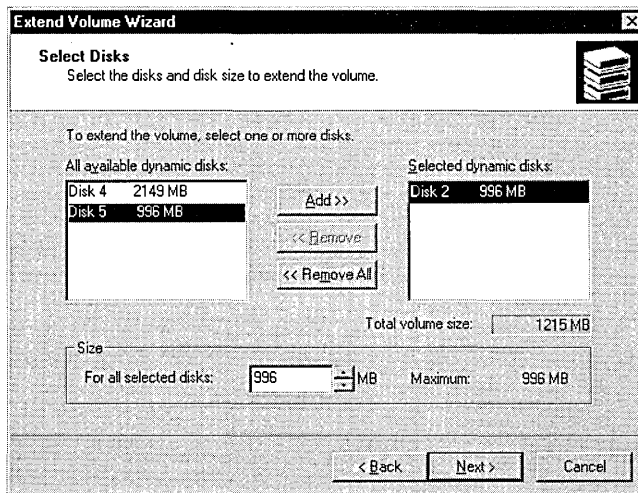 Extend Volume Wizard
Select Disks
Select the disks and disk size to extend the volume.
To extend the volume, select one or more disks.
All available dynamic disks:
Disk 4 2149 MB
Disk 5 996 MB
Add >>
<< Remove
<< Remove All
Selected dynamic disks:
Disk 2 996 MB
Total volume size: 1215 MB
Size
For all selected disks: 996 MB Maximum: 996 MB
< Back Next > Cancel